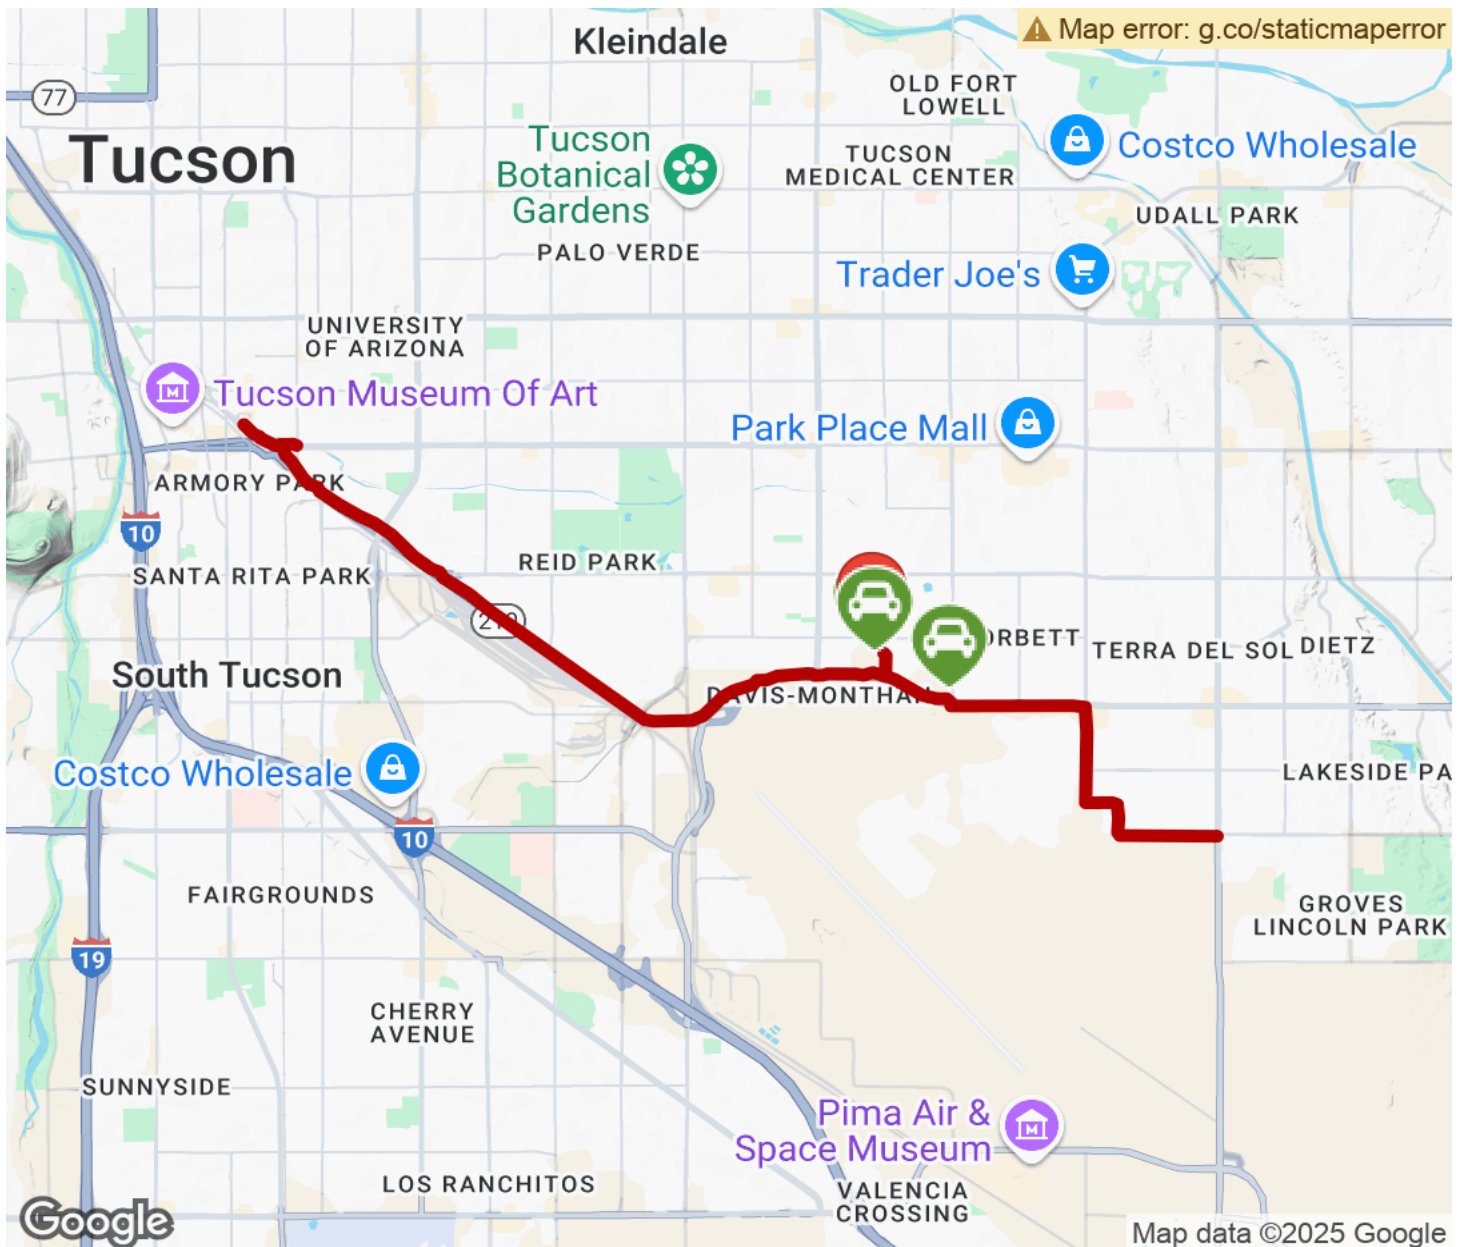 Map error: g.co/staticmaperror
Kleindale
OLD FORT
LOWELL
77
Tucson
Tucson
Botanical
Gardens
TUCSON
MEDICAL CENTER
Costco Wholesale
UDALL PARK
PALO VERDE
Trader Joe's
UNIVERSITY
OF ARIZONA
Tucson Museum Of Art
Park Place Mall
ARMORY PARK
10
SANTA RITA PARK
REID PARK
ORBETT
TERRA DEL SOL
DIETZ
South Tucson
DAVIS-MONTHAN
Costco Wholesale
LAKESIDE PA
10
FAIRGROUNDS
GROVES
LINCOLN PARK
19
CHERRY
AVENUE
SUNNYSIDE
Pima Air &
Space Museum
LOS RANCHITOS
VALENCIA
CROSSING
Google
Map data ©2025 Google